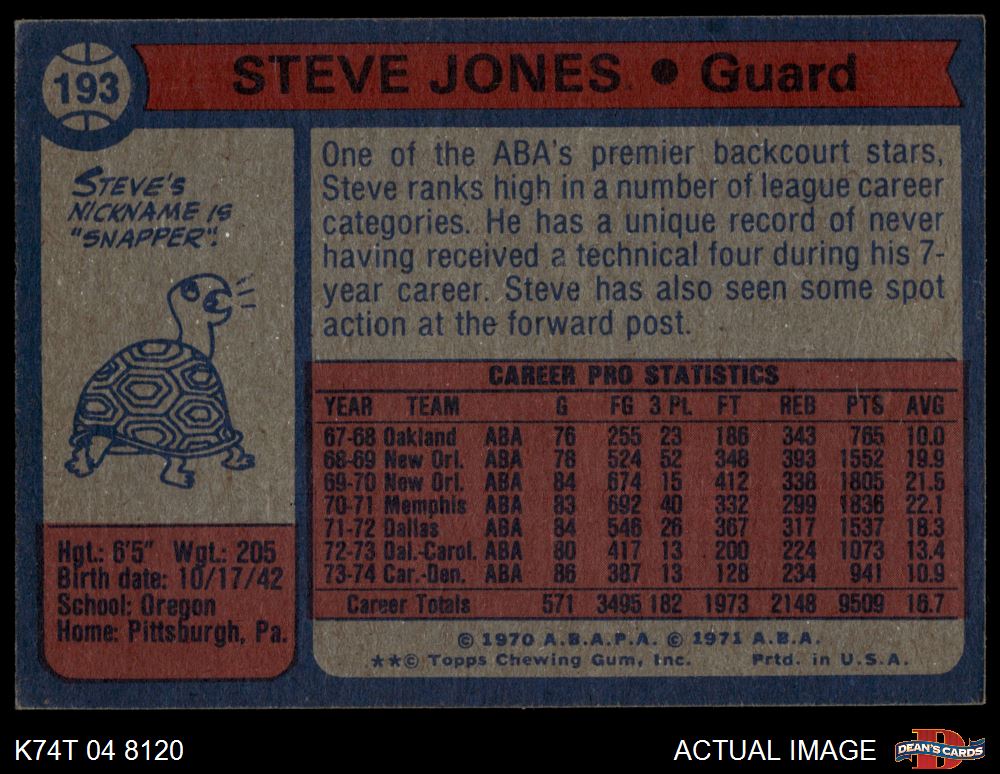 193
STEVE JONES ● Guard
STEVE'S
NICKNAME IS
"SNAPPER".
One of the ABA's premier backcourt stars,
Steve ranks high in a number of league career
categories. He has a unique record of never
having received a technical four during his 7-
year career. Steve has also seen some spot
action at the forward post.
CAREER PRO STATISTICS
YEAR TEAM G FG 3 PL FT REB PTS AVG
67-68 Oakland ABA 76 255 23 186 343 765 10.0
68-69 New Orl. ABA 78 524 52 348 393 1552 19.9
69-70 New Orl. ABA 84 674 15 412 338 1805 21.5
70-71 Memphis ABA 83 692 40 332 299 1836 22.1
71-72 Dallas ABA 84 546 26 367 317 1537 18.3
72-73 Dal.-Carol. ABA 80 417 13 200 224 1073 13.4
73-74 Car.-Den. ABA 86 387 13 128 234 941 10.9
Career Totals 571 3495 182 1973 2148 9509 16.7
Hgt.: 6'5" Wgt.: 205
Birth date: 10/17/42
School: Oregon
Home: Pittsburgh, Pa.
© 1970 A.B.A.P.A. © 1971 A.B.A.
★★© Topps Chewing Gum, Inc. Prtd. in U.S.A.
K74T 04 8120
ACTUAL IMAGE
DEAN'S CARDS